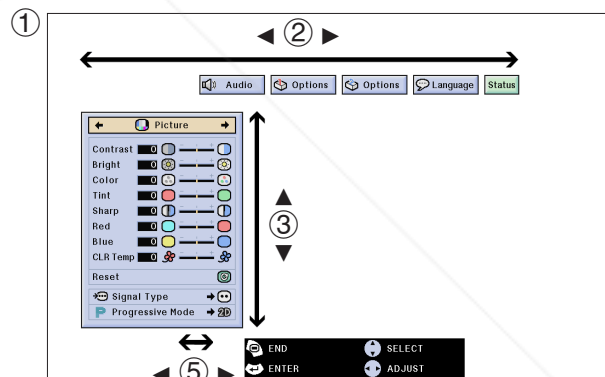 ①
◄ ② ►
Audio Options Options Language Status
Picture
Contrast 0
Bright 0
Color 0
Tint 0
Sharp 0
Red 0
Blue 0
CLR Temp 0
Reset
Signal Type
P Progressive Mode 2D
▲
③
▼
◄ ⑤ ►
END SELECT
ENTER ADJUST